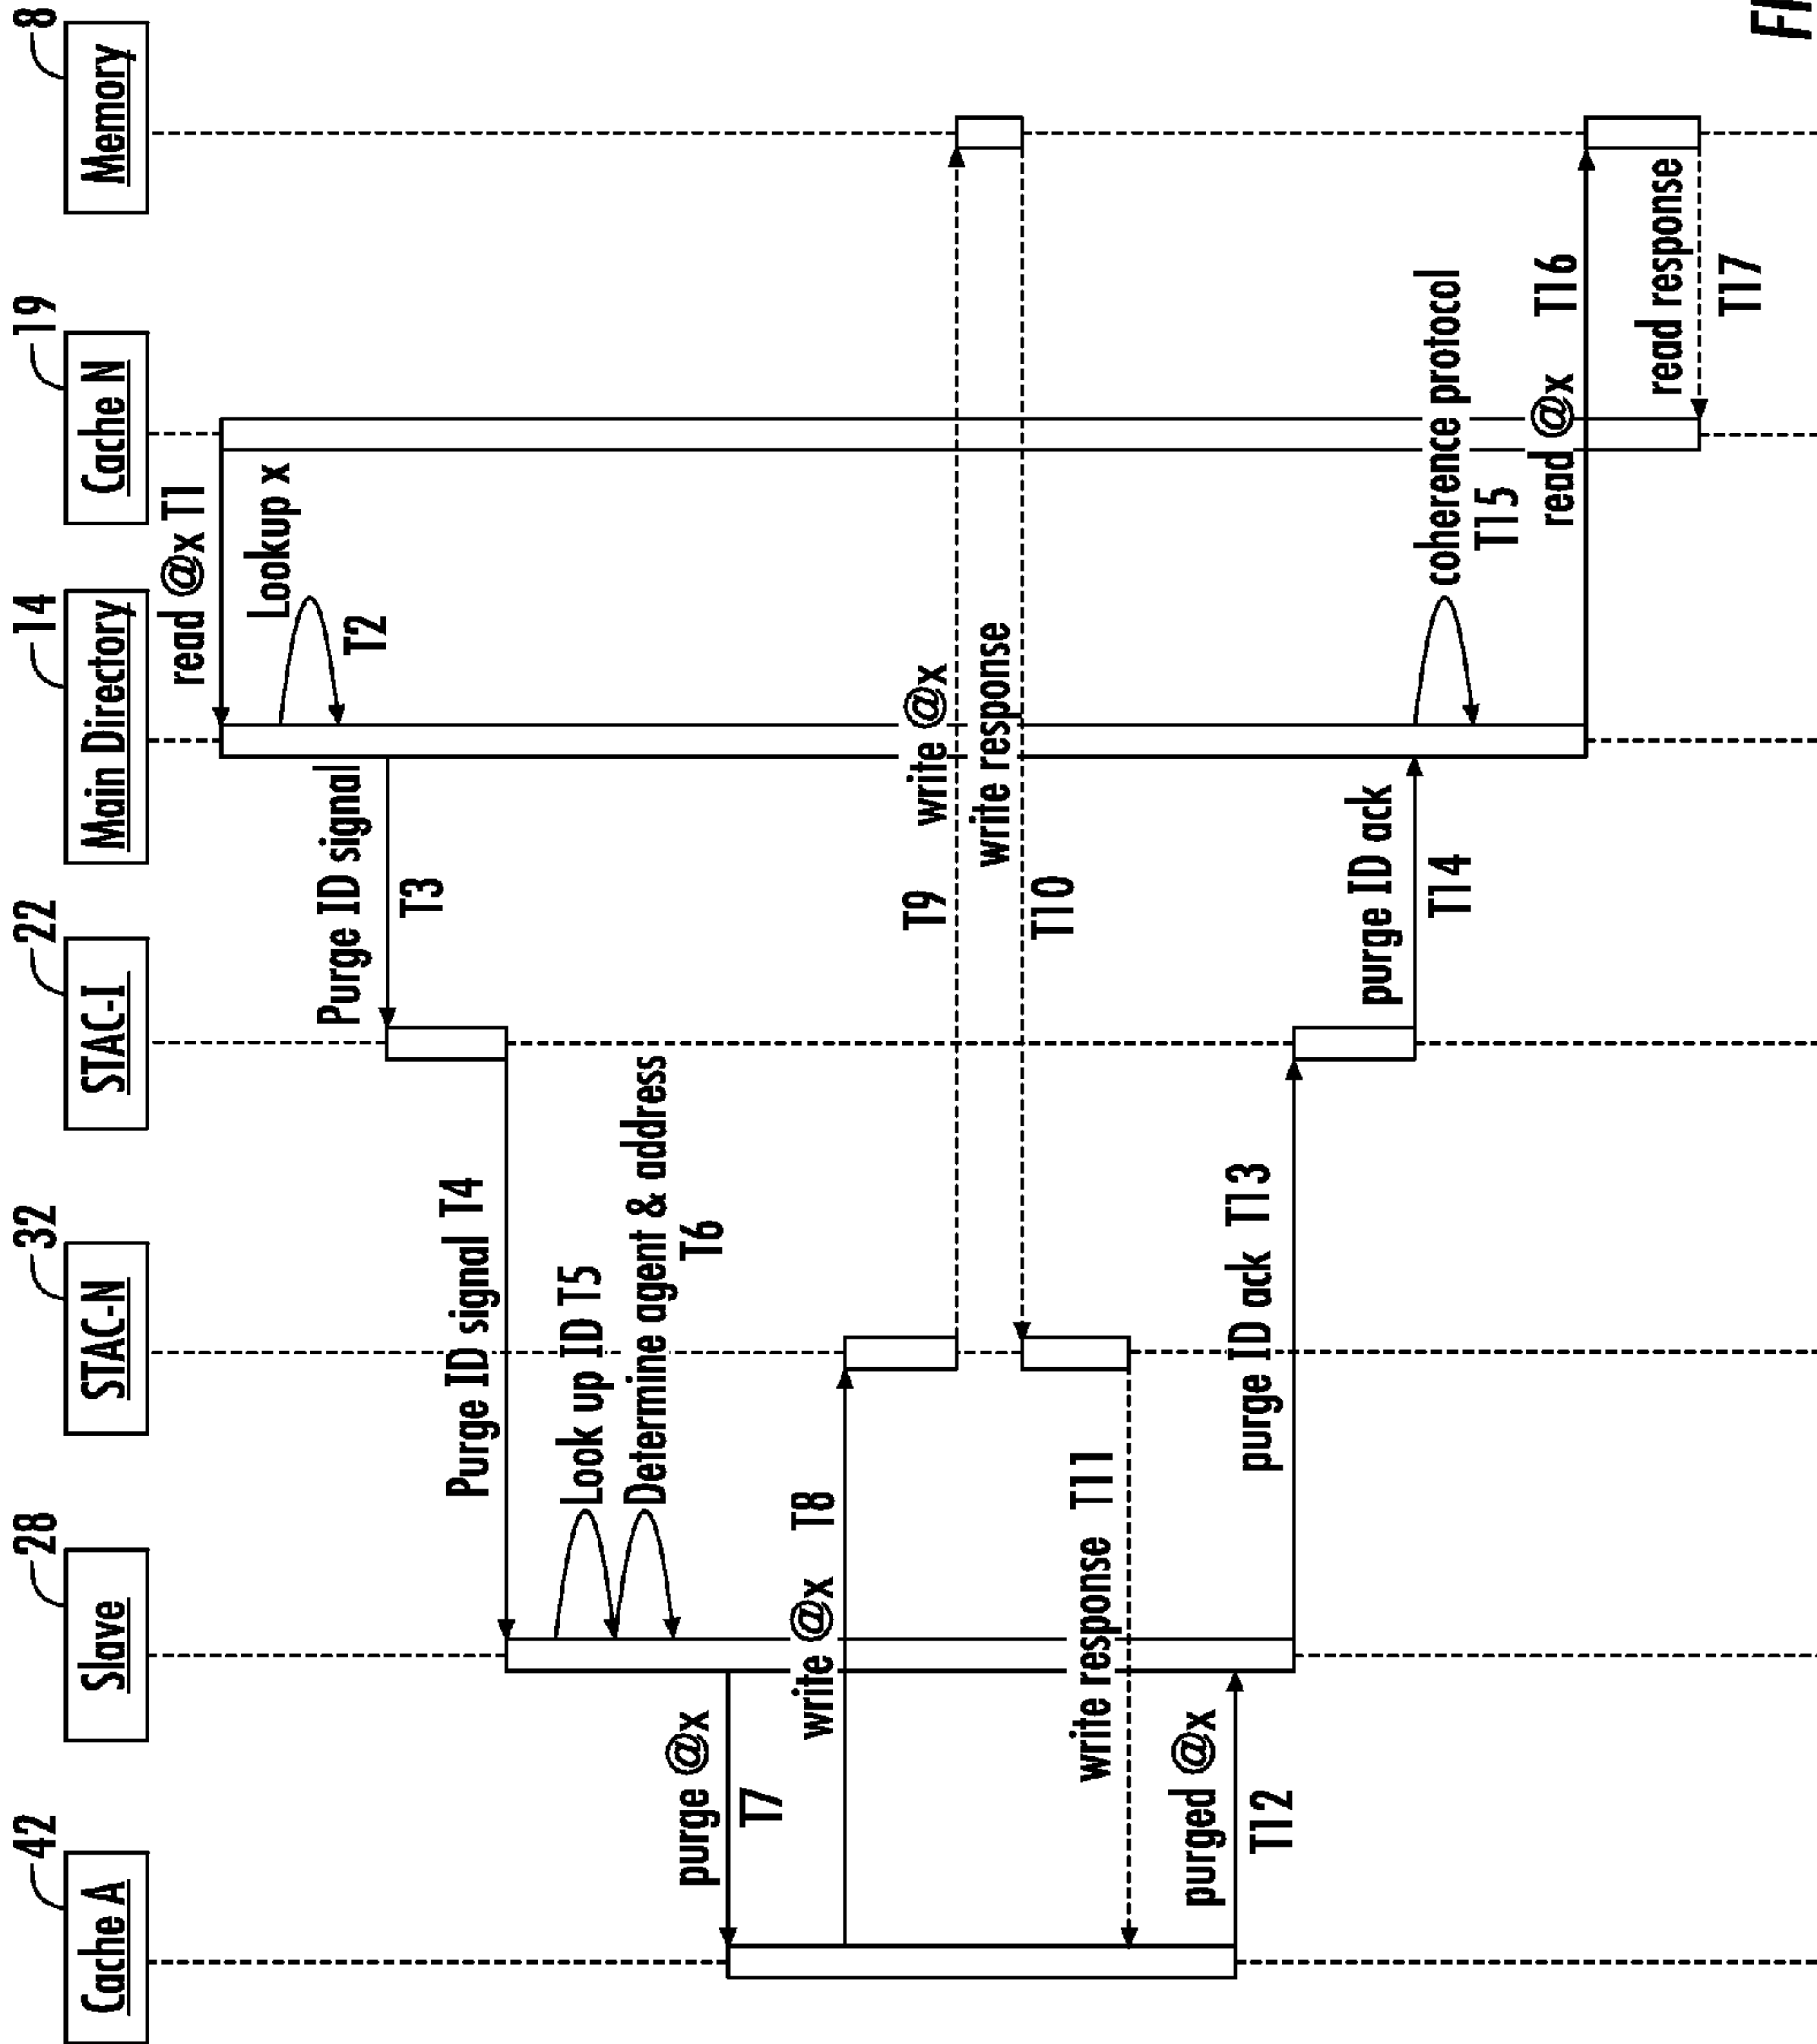 Cache A
42
Slave
28
STAC-N
32
STAC-I
22
Main Directory
14
Cache N
19
Memory
8
read @x T1
Lookup x
T2
Purge ID signal
T3
Purge ID signal T4
Look up ID T5
Determine agent & address
T6
purge @x
T7
write @x T8
T9 write @x
write response
T10
write response T11
purged @x
T12
purge ID ack T13
purge ID ack
T14
coherence protocol
T15
read @x T16
read response
T17